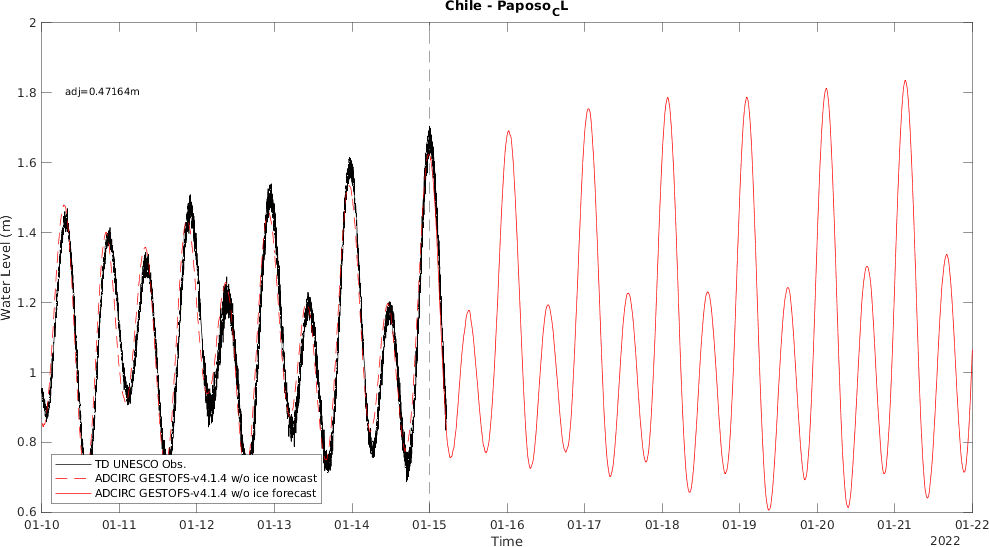 Chile - Paposo_CL
2
1.8
adj=0.47164m
1.6
1.4
Water Level (m)
1.2
1
0.8
TD UNESCO Obs.
ADCIRC GESTOFS-v4.1.4 w/o ice nowcast
ADCIRC GESTOFS-v4.1.4 w/o ice forecast
0.6
01-10 01-11 01-12 01-13 01-14 01-15 01-16 01-17 01-18 01-19 01-20 01-21 01-22
Time
2022